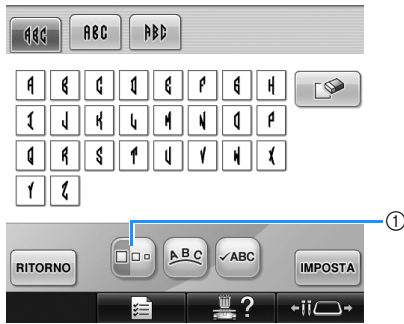 ABC ABC ABC
A B C D E F G H
I J K L M N O P
Q R S T U V W X
Y Z
①
ABC ✓ABC
RITORNO IMPOSTA
?